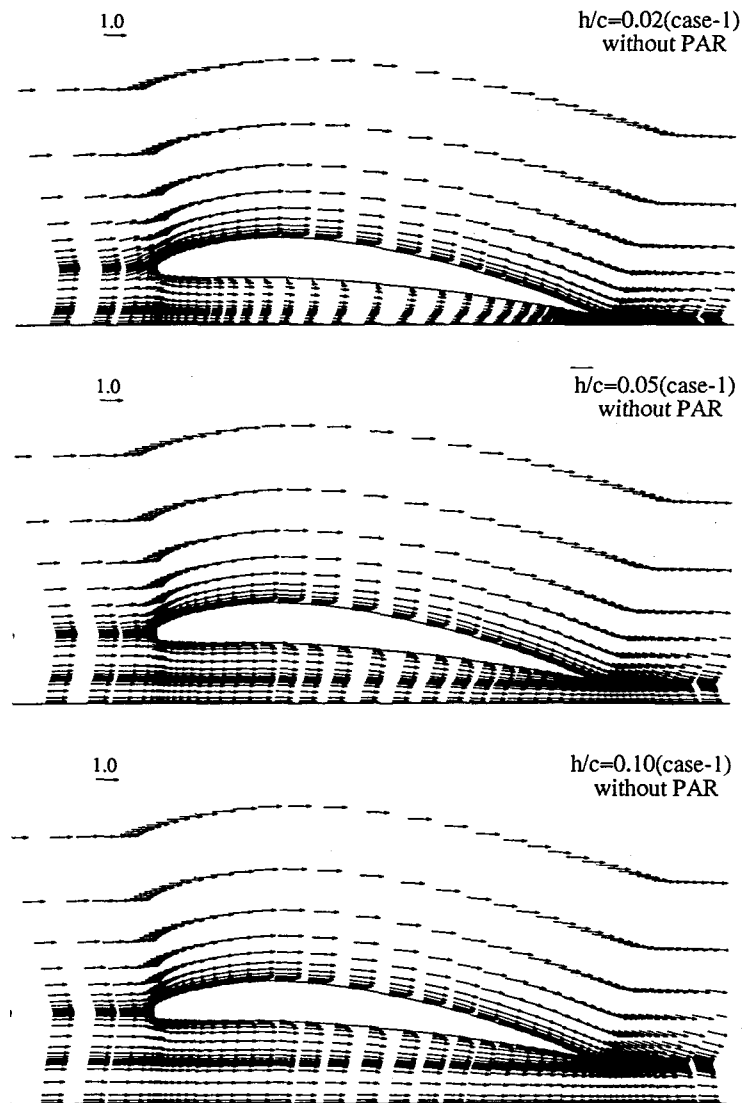 1.0
h/c=0.02(case-1)
without PAR
1.0
h/c=0.05(case-1)
without PAR
1.0
h/c=0.10(case-1)
without PAR